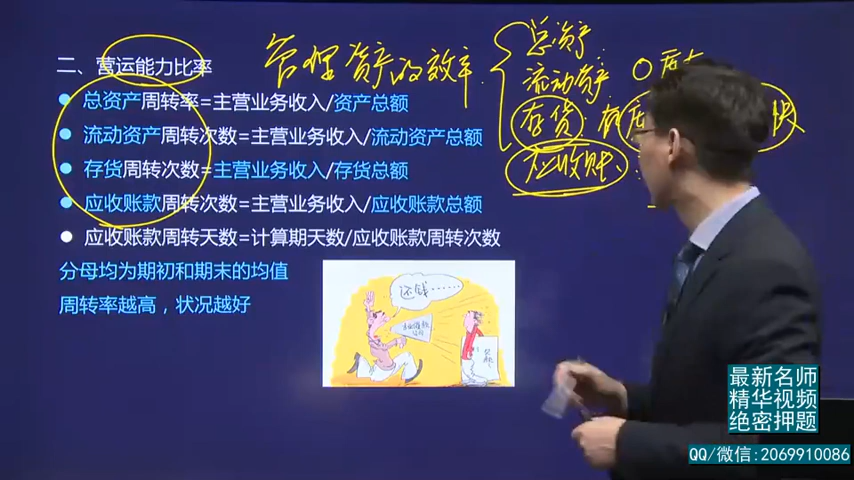 二、营运能力比率
管理资产的效率
总资产
流动资产
存货
应收账
总资产周转率=主营业务收入/资产总额
流动资产周转次数=主营业务收入/流动资产总额
存货周转次数=主营业务收入/存货总额
应收账款周转次数=主营业务收入/应收账款总额
应收账款周转天数=计算期天数/应收账款周转次数
分母均为期初和期末的均值
周转率越高，状况越好
还钱······
最新名师
精华视频
绝密押题
QQ/微信:2069910086